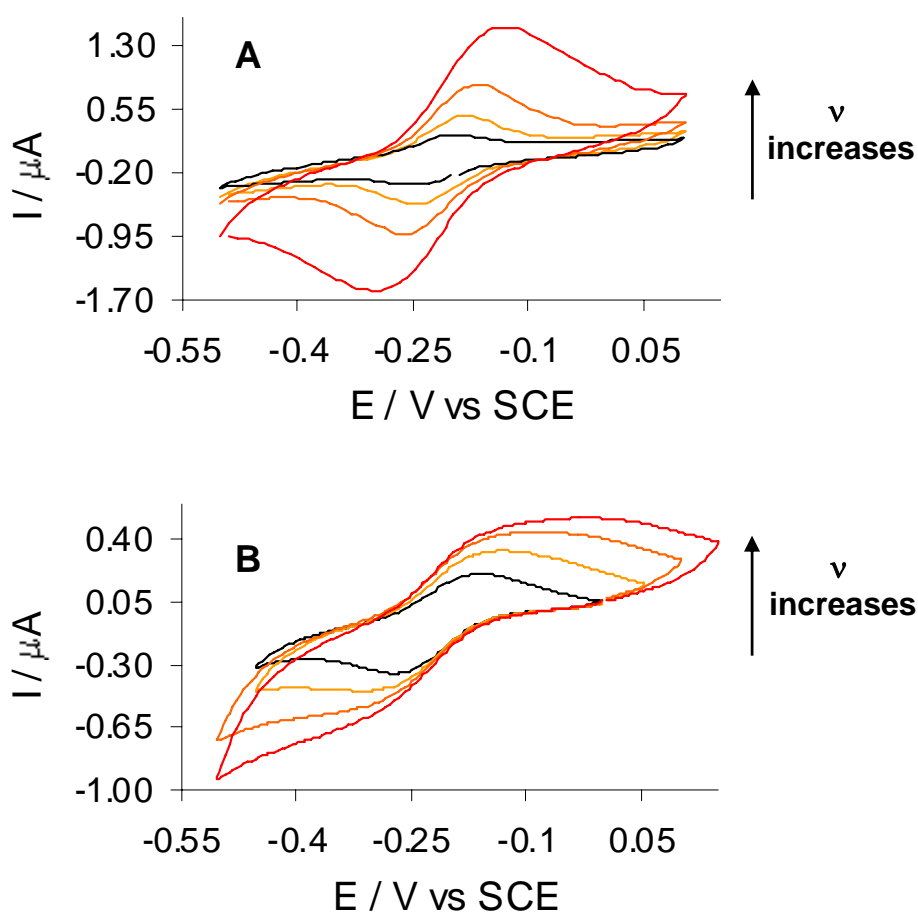 A
1.30
0.55
-0.20
-0.95
-1.70
I / μA
-0.55 -0.4 -0.25 -0.1 0.05
E / V vs SCE
ν
increases
B
0.40
0.05
-0.30
-0.65
-1.00
I / μA
-0.55 -0.4 -0.25 -0.1 0.05
E / V vs SCE
ν
increases